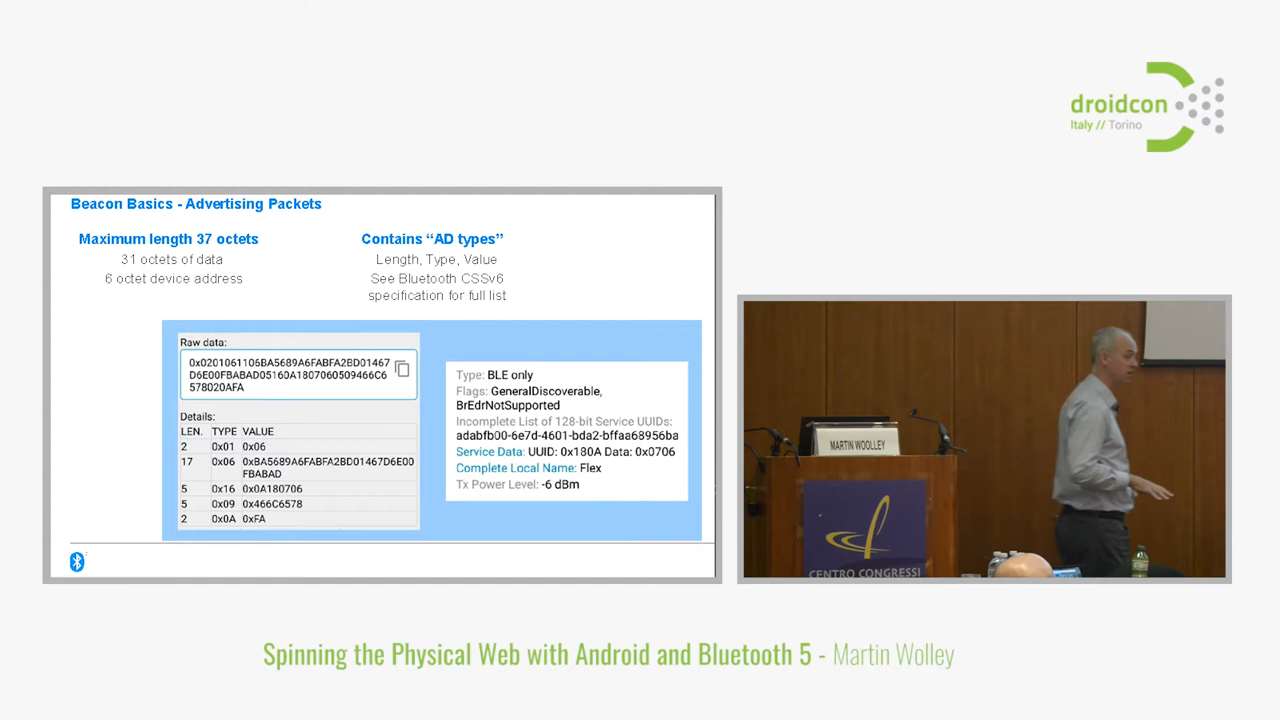 droidcon
Italy // Torino
Beacon Basics - Advertising Packets
Maximum length 37 octets
31 octets of data
6 octet device address
Contains “AD types”
Length, Type, Value
See Bluetooth CSSv6
specification for full list
Raw data:
0x0201061106BA5689A6FABFA2BD01467
D6E00FBABAD05160A1807060509466C6
578020AFA
Details:
LEN. TYPE VALUE
2 0x01 0x06
17 0x06 0xBA5689A6FABFA2BD01467D6E00
FBABAD
5 0x16 0x0A180706
5 0x09 0x466C6578
2 0x0A 0xFA
Type: BLE only
Flags: GeneralDiscoverable,
BrEdrNotSupported
Incomplete List of 128-bit Service UUIDs:
adabfb00-6e7d-4601-bda2-bffaa68956ba
Service Data: UUID: 0x180A Data: 0x0706
Complete Local Name: Flex
Tx Power Level: -6 dBm
MARTIN WOOLLEY
CENTRO CONGRESSI
Spinning the Physical Web with Android and Bluetooth 5 - Martin Wolley